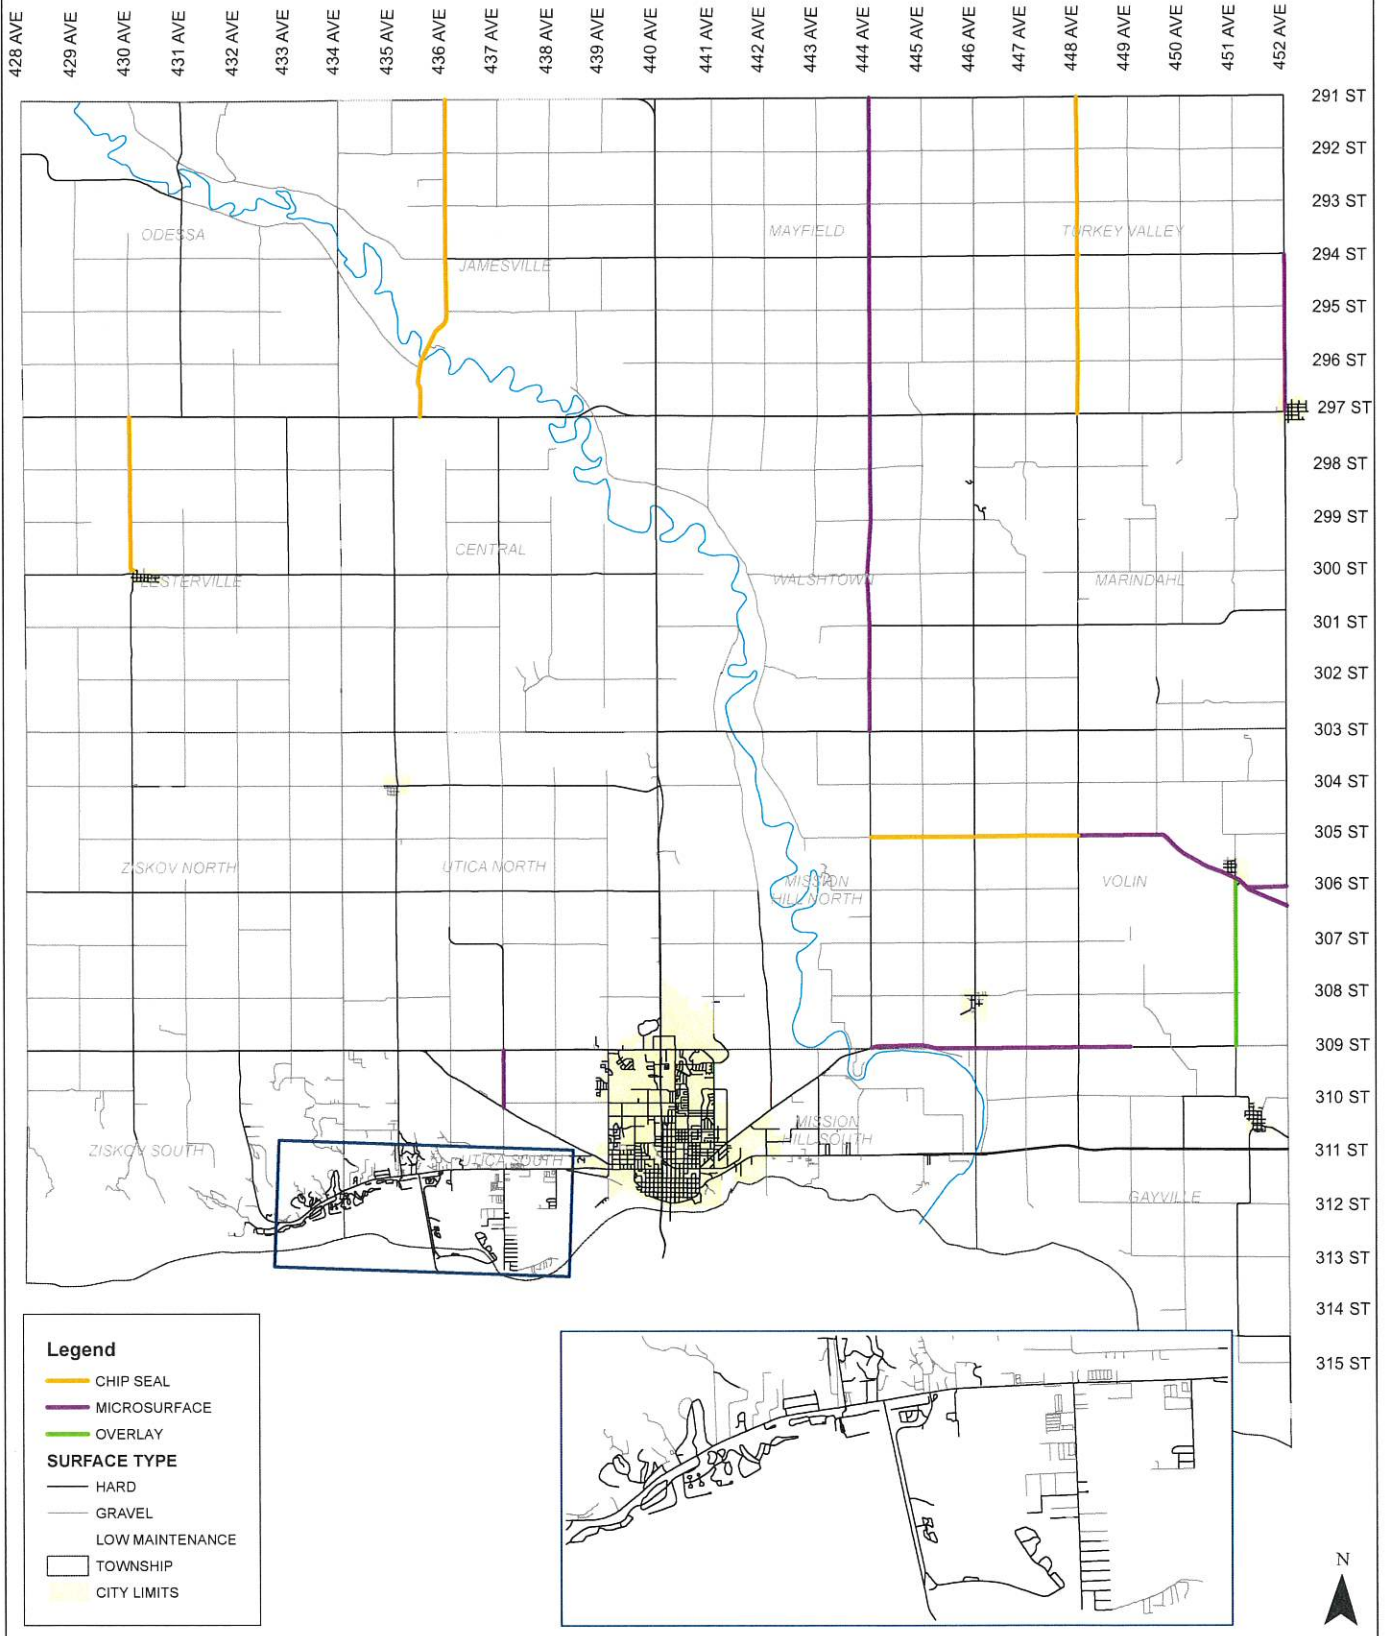 428 AVE
429 AVE
430 AVE
431 AVE
432 AVE
433 AVE
434 AVE
435 AVE
436 AVE
437 AVE
438 AVE
439 AVE
440 AVE
441 AVE
442 AVE
443 AVE
444 AVE
445 AVE
446 AVE
447 AVE
448 AVE
449 AVE
450 AVE
451 AVE
452 AVE
291 ST
292 ST
293 ST
ODESSA
MAYFIELD
TURKEY VALLEY
294 ST
JAMESVILLE
295 ST
296 ST
297 ST
298 ST
299 ST
CENTRAL
300 ST
LESTERVILLE
WALSHTOWN
MARINDAHL
301 ST
302 ST
303 ST
304 ST
305 ST
ZISKOV NORTH
UTICA NORTH
MISSION
HILL NORTH
VOLIN
306 ST
307 ST
308 ST
309 ST
310 ST
MISSION
HILL SOUTH
ZISKOV SOUTH
UTICA SOUTH
311 ST
GAYVILLE
312 ST
313 ST
314 ST
315 ST
Legend
CHIP SEAL
MICROSURFACE
OVERLAY
SURFACE TYPE
HARD
GRAVEL
LOW MAINTENANCE
TOWNSHIP
CITY LIMITS
N